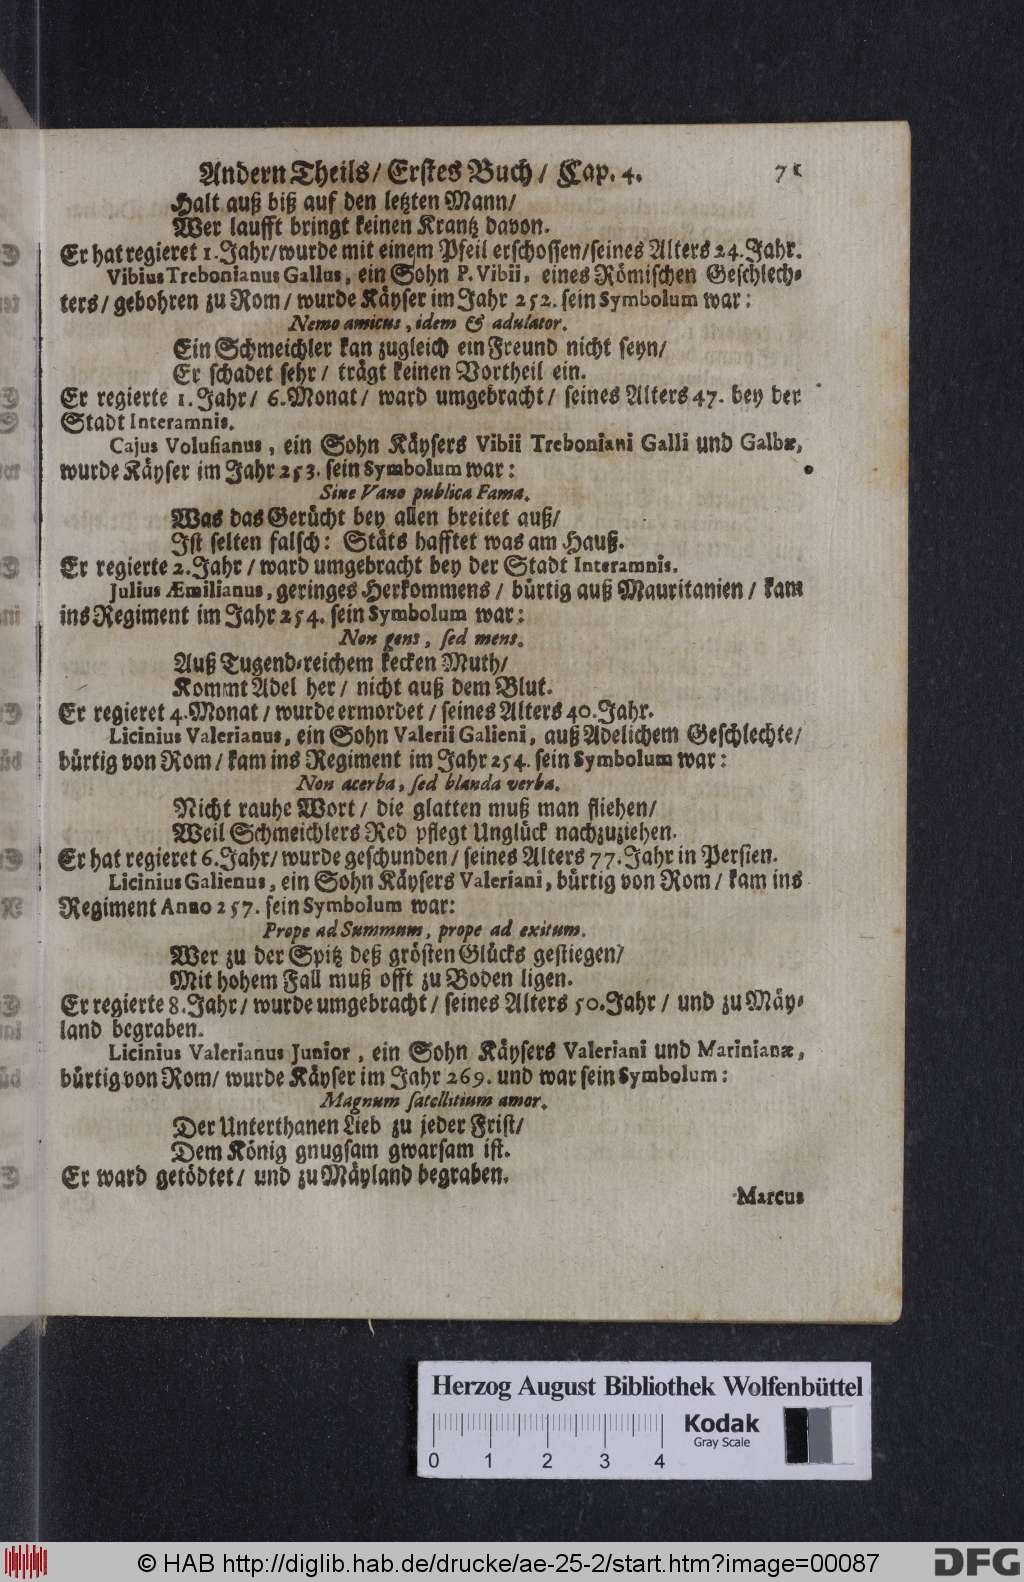 Andern Theils/ Erstes Buch/ Cap. 4.
Halt auß biß auf den letzten Mann/
Wer laufft bringt keinen Krantz davon.
Er hat regieret 1. Jahr/ wurde mit einem Pfeil erschossen/ seines Alters 24. Jahr.
Vibius Trebonianus Gallus, ein Sohn P. Vibii, eines Römischen Geschlech-
ters/ gebohren zu Rom/ wurde Käyser im Jahr 252. sein Symbolum war:
Nemo amicus, idem & adulator.
Ein Schmeichler kan zugleich ein Freund nicht seyn/
Er schadet sehr/ trägt keinen Vortheil ein.
Er regierte 1. Jahr/ 6. Monat/ ward umgebracht/ seines Alters 47. bey der
Stadt Interamnis.
Cajus Volusianus, ein Sohn Käysers Vibii Treboniani Galli und Galbæ,
wurde Käyser im Jahr 253. sein Symbolum war:
Sine Vano publica Fama.
Was das Gerücht bey allen breitet auß/
Ist selten falsch: Stäts hafftet was am Hauß.
Er regierte 2. Jahr/ ward umgebracht bey der Stadt Interamnis.
Julius Æmilianus, geringes Herkommens/ bürtig auß Mauritanien/ kam
ins Regiment im Jahr 254. sein Symbolum war:
Non gens, sed mens.
Auß Tugend-reichem kecken Muth/
Kommt Adel her/ nicht auß dem Blut.
Er regieret 4. Monat/ wurde ermordet/ seines Alters 40. Jahr.
Licinius Valerianus, ein Sohn Valerii Galieni, auß Adelichem Geschlechte/
bürtig von Rom/ kam ins Regiment im Jahr 254. sein Symbolum war:
Non acerba, sed blanda verba.
Nicht rauhe Wort/ die glatten muß man fliehen/
Weil Schmeichlers Red pflegt Unglück nachzuziehen.
Er hat regieret 6. Jahr/ wurde geschunden/ seines Alters 77. Jahr in Persien.
Licinius Galienus, ein Sohn Käysers Valeriani, bürtig von Rom/ kam ins
Regiment Anno 257. sein Symbolum war:
Prope ad Summum, prope ad exitum.
Wer zu der Spitz deß grösten Glücks gestiegen/
Mit hohem Fall muß offt zu Boden ligen.
Er regierte 8. Jahr/ wurde umgebracht/ seines Alters 50. Jahr/ und zu Mäy-
land begraben.
Licinius Valerianus Junior, ein Sohn Käysers Valeriani und Marinianæ,
bürtig von Rom/ wurde Käyser im Jahr 269. und war sein Symbolum:
Magnum satellitium amor.
Der Unterthanen Lieb zu jeder Frist/
Dem König gnugsam gwarsam ist.
Er ward getödtet/ und zu Mäyland begraben.
Marcus
Herzog August Bibliothek Wolfenbüttel
Kodak
Gray Scale
0 1 2 3 4
© HAB http://diglib.hab.de/drucke/ae-25-2/start.htm?image=00087
DFG